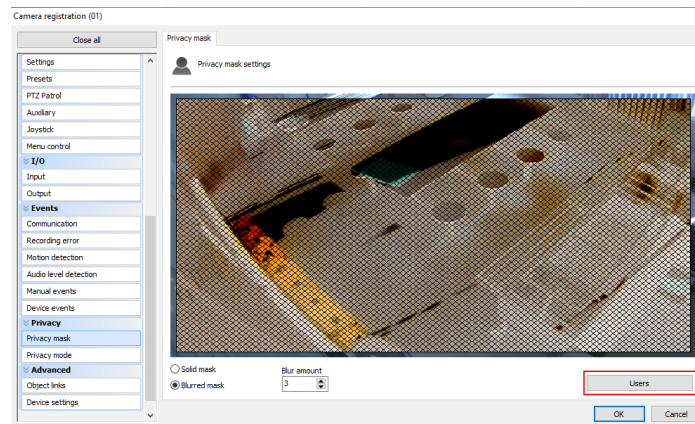 Camera registration (01)
Close all
Settings
Presets
PTZ Patrol
Auxiliary
Joystick
Menu control
I/O
Input
Output
Events
Communication
Recording error
Motion detection
Audio level detection
Manual events
Device events
Privacy
Privacy mask
Privacy mode
Advanced
Object links
Device settings
Privacy mask
Privacy mask settings
Solid mask
Blurred mask
Blur amount
3
Users
OK
Cancel